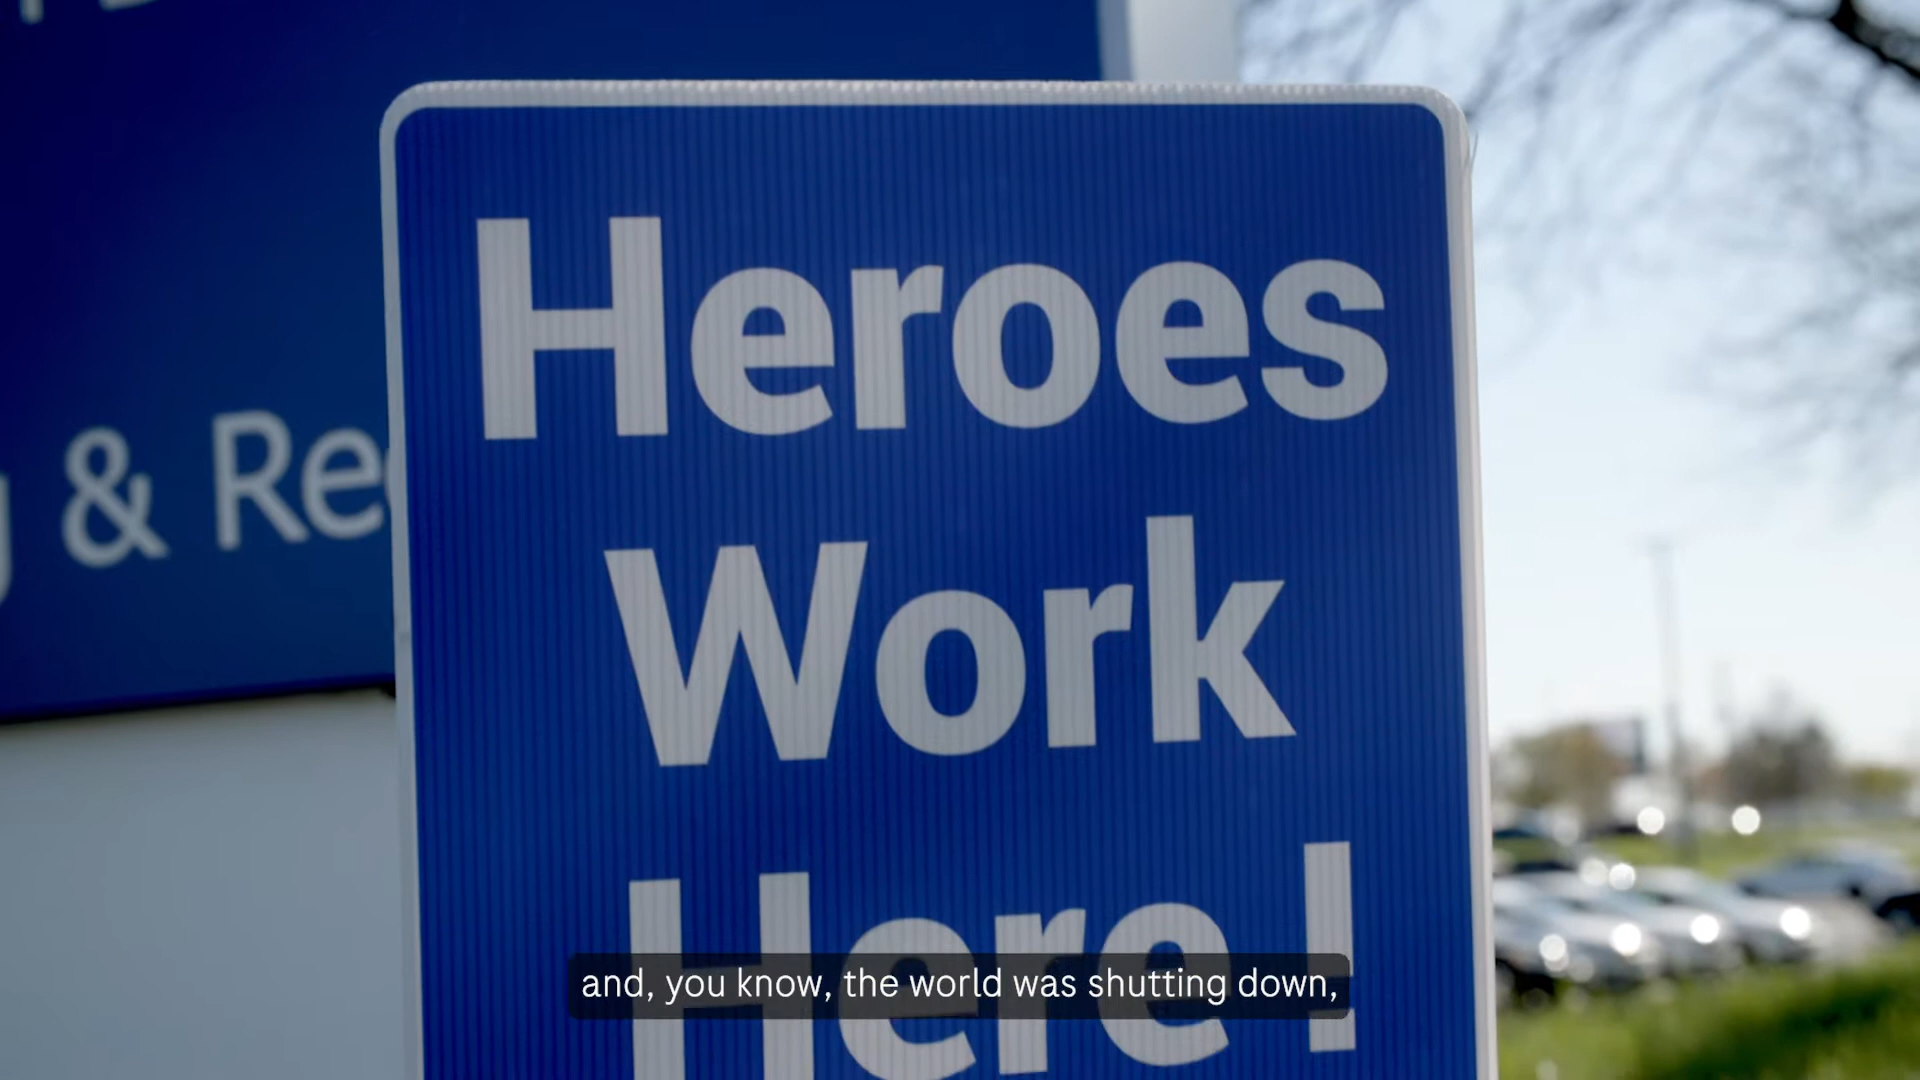 & Re
Heroes
Work
Here!
and, you know, the world was shutting down,